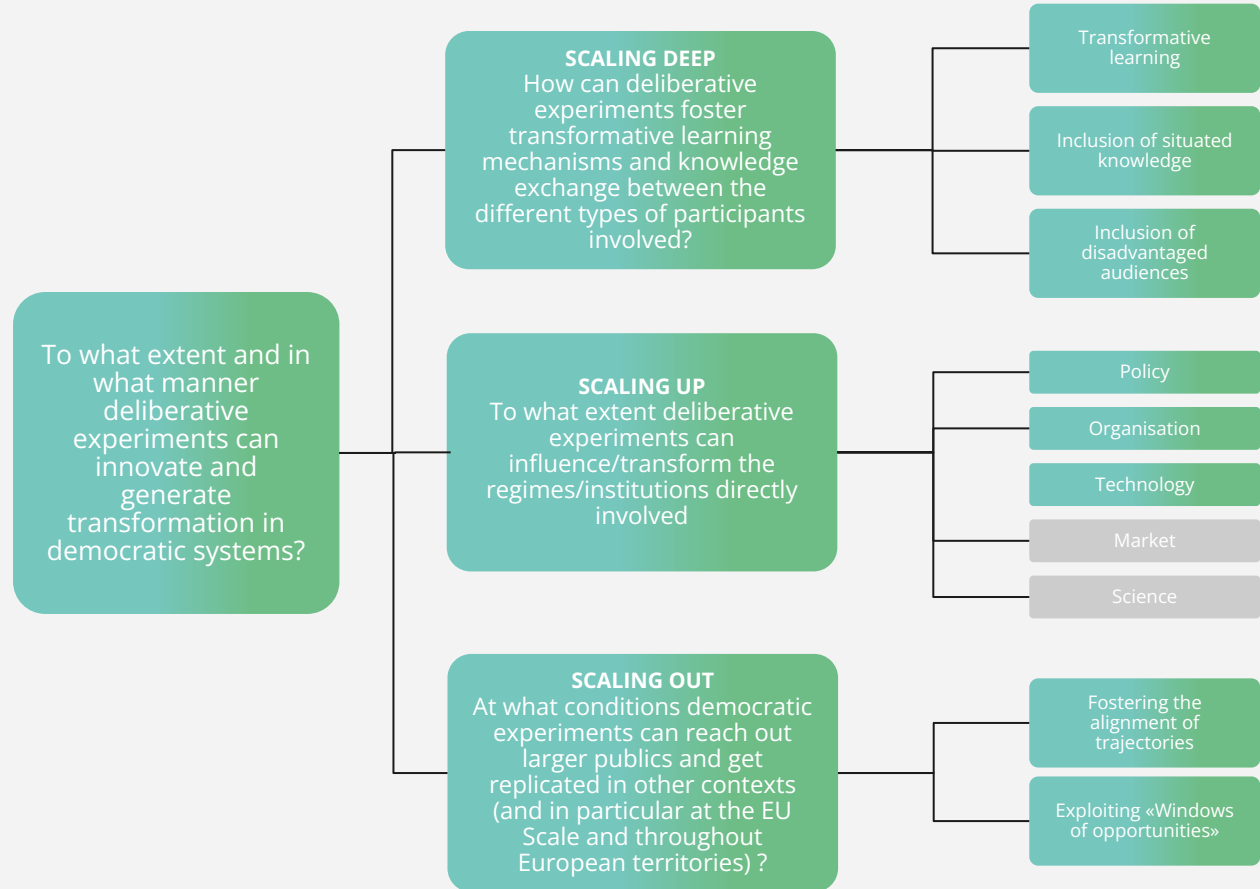 To what extent and in
what manner
deliberative
experiments can
innovate and
generate
transformation in
democratic systems?
SCALING DEEP
How can deliberative
experiments foster
transformative learning
mechanisms and knowledge
exchange between the
different types of participants
involved?
Transformative
learning
Inclusion of situated
knowledge
Inclusion of
disadvantaged
audiences
SCALING UP
To what extent deliberative
experiments can
influence/transform the
regimes/institutions directly
involved
Policy
Organisation
Technology
Market
Science
SCALING OUT
At what conditions democratic
experiments can reach out
larger publics and get
replicated in other contexts
(and in particular at the EU
Scale and throughout
European territories) ?
Fostering the
alignment of
trajectories
Exploiting «Windows
of opportunities»